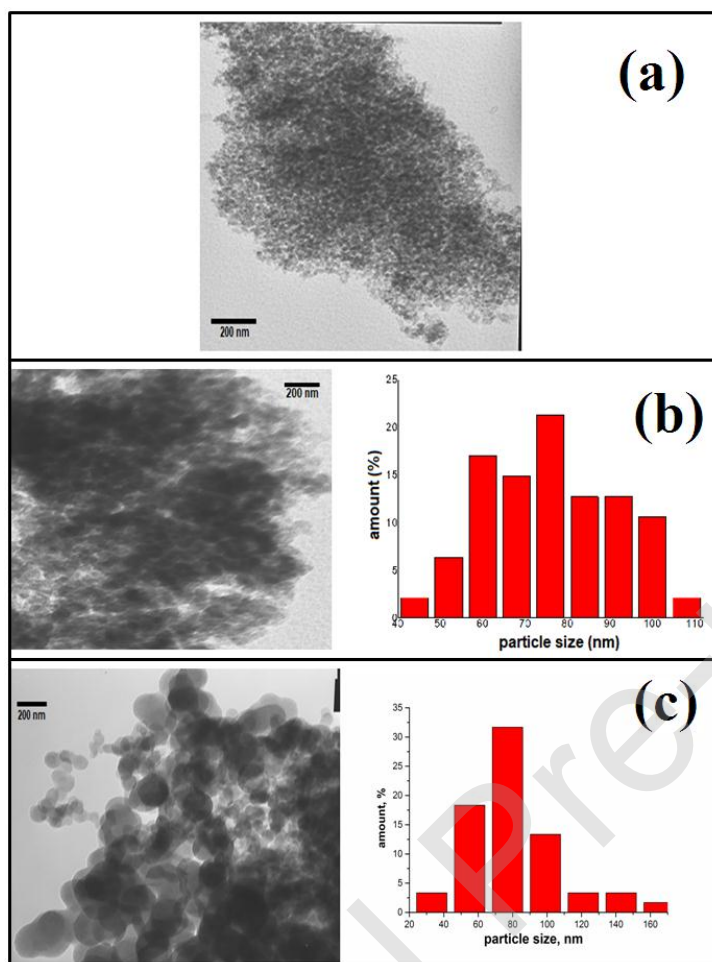 (a)
200 nm
200 nm
(b)
25
20
15
10
5
0
amount (%)
40 50 60 70 80 90 100 110
particle size (nm)
200 nm
(c)
35
30
25
20
15
10
5
0
amount, %
20 40 60 80 100 120 140 160
particle size, nm
l Pre-